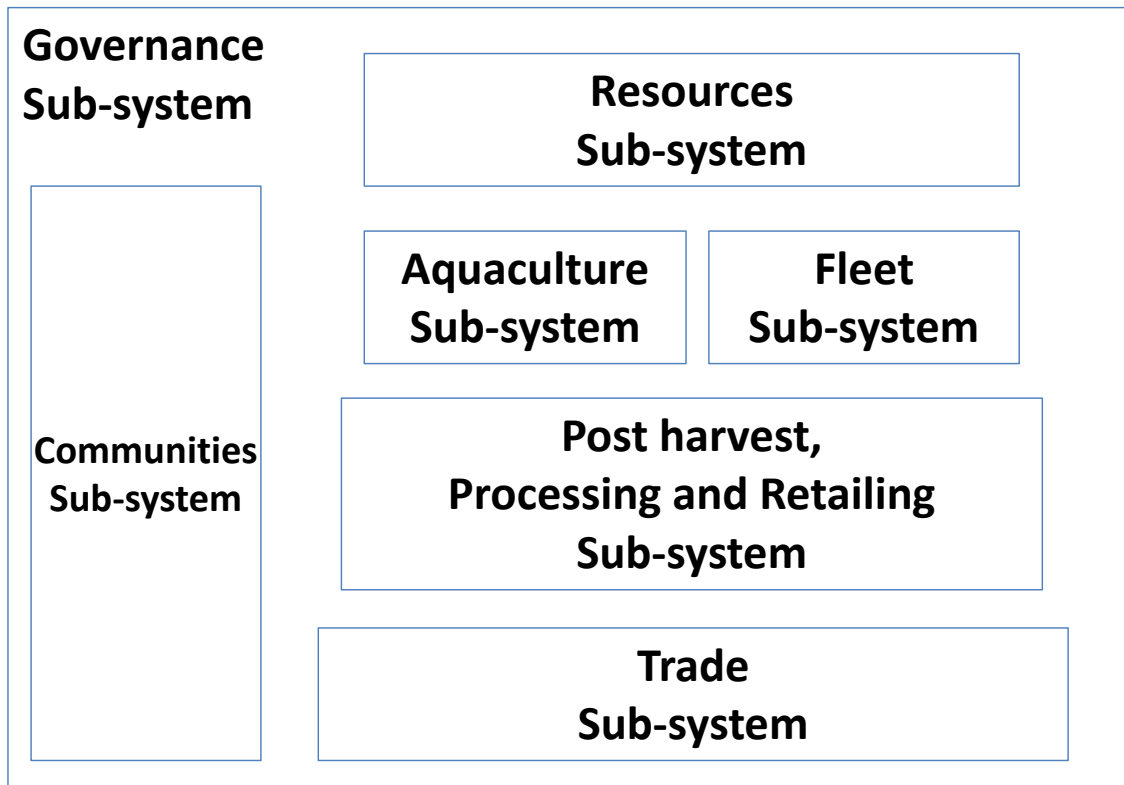 Governance
Sub-system
Resources
Sub-system
Aquaculture
Sub-system
Fleet
Sub-system
Communities
Sub-system
Post harvest,
Processing and Retailing
Sub-system
Trade
Sub-system